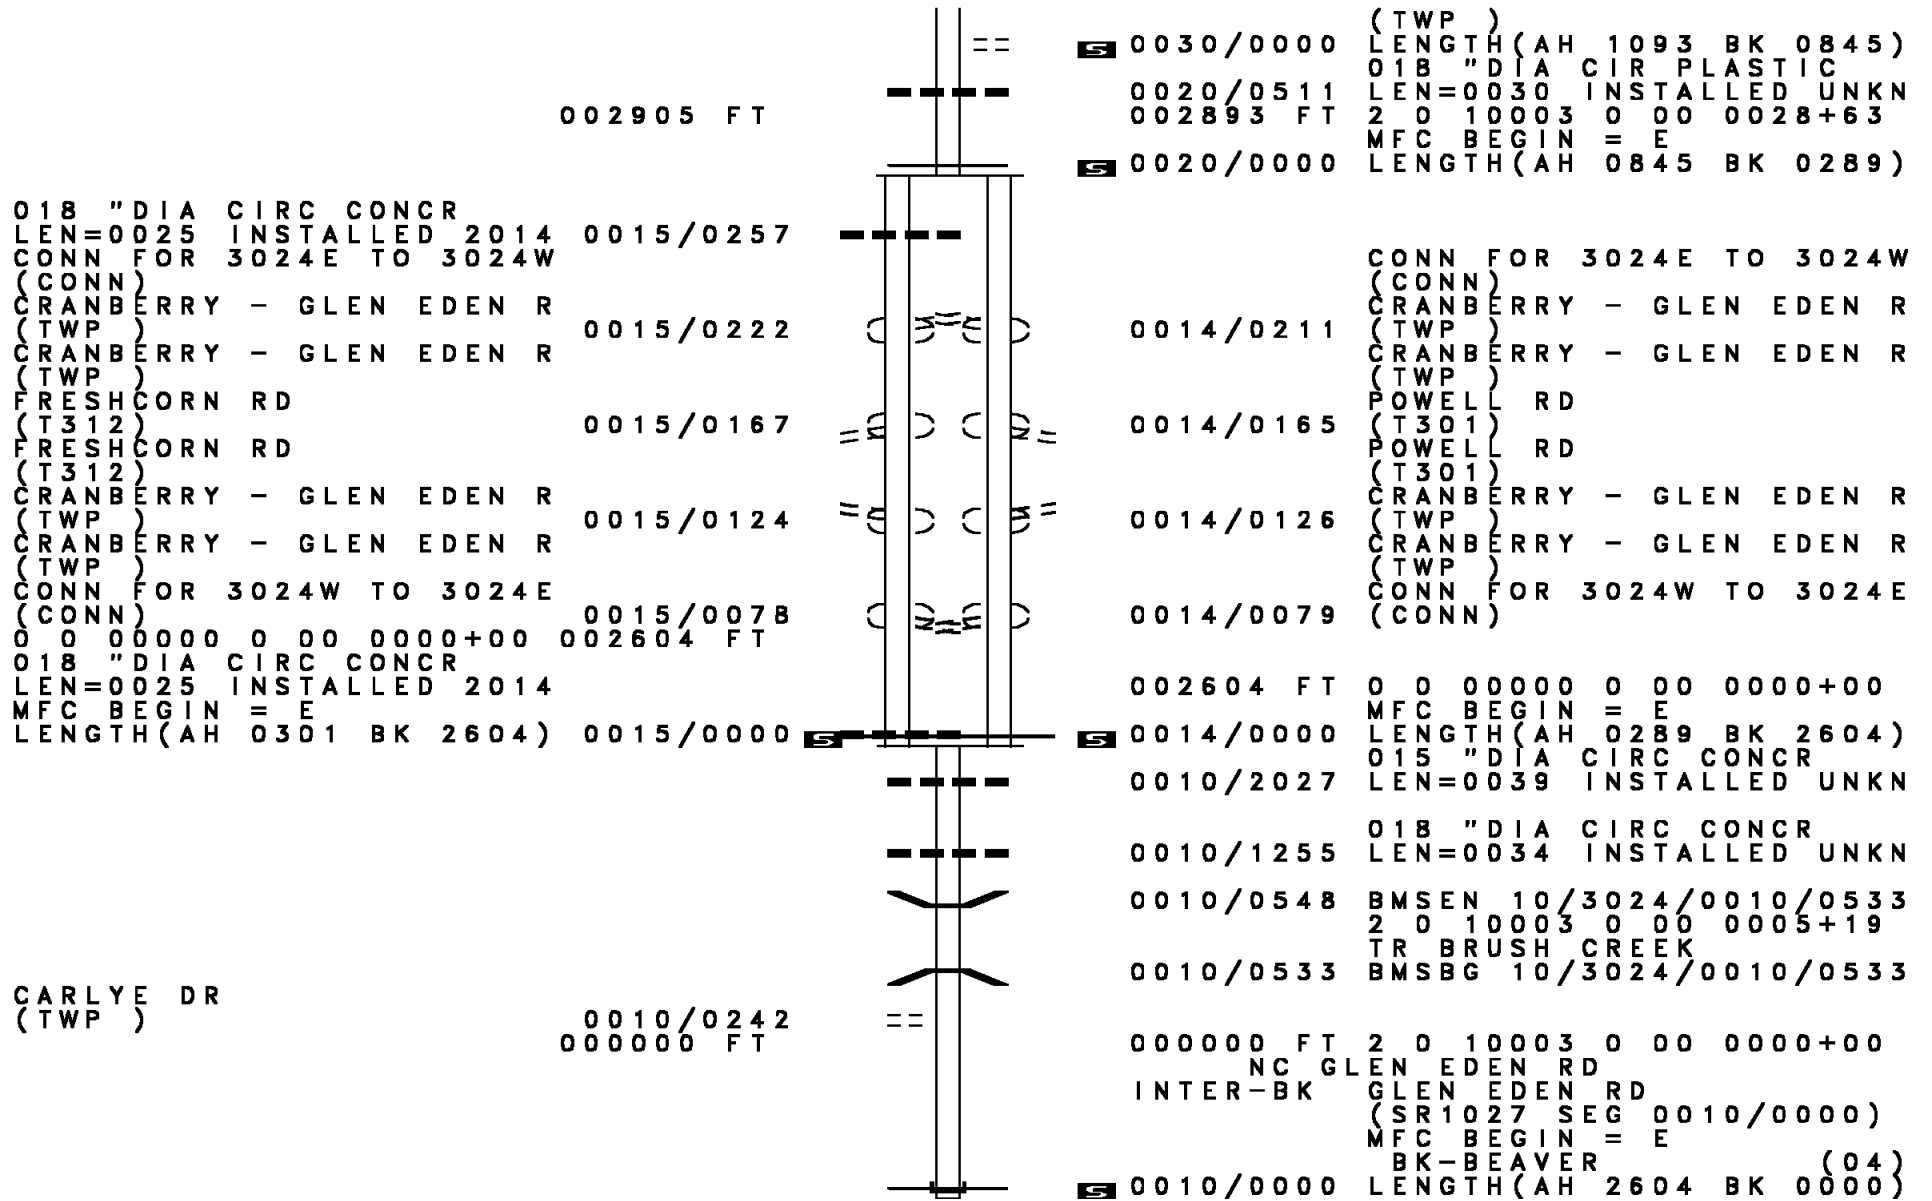 (TWP )
0030/0000 LENGTH(AH 1093 BK 0845)
018 "DIA CIR PLASTIC
0020/0511 LEN=0030 INSTALLED UNKN
002905 FT 002893 FT 2 0 10003 0 00 0028+63
MFC BEGIN = E
0020/0000 LENGTH(AH 0845 BK 0289)
018 "DIA CIRC CONCR
LEN=0025 INSTALLED 2014 0015/0257
CONN FOR 3024E TO 3024W CONN FOR 3024E TO 3024W
(CONN) (CONN)
CRANBERRY - GLEN EDEN R CRANBERRY - GLEN EDEN R
(TWP ) 0015/0222 0014/0211 (TWP )
CRANBERRY - GLEN EDEN R CRANBERRY - GLEN EDEN R
(TWP ) (TWP )
FRESHCORN RD POWELL RD
(T312) 0015/0167 0014/0165 (T301)
FRESHCORN RD POWELL RD
(T312) (T301)
CRANBERRY - GLEN EDEN R CRANBERRY - GLEN EDEN R
(TWP ) 0015/0124 0014/0126 (TWP )
CRANBERRY - GLEN EDEN R CRANBERRY - GLEN EDEN R
(TWP ) (TWP )
CONN FOR 3024W TO 3024E CONN FOR 3024W TO 3024E
(CONN) 0015/0078 0014/0079 (CONN)
0 0 00000 0 00 0000+00 002604 FT
018 "DIA CIRC CONCR
LEN=0025 INSTALLED 2014 002604 FT 0 0 00000 0 00 0000+00
MFC BEGIN = E MFC BEGIN = E
LENGTH(AH 0301 BK 2604) 0015/0000 S S 0014/0000 LENGTH(AH 0289 BK 2604)
015 "DIA CIRC CONCR
0010/2027 LEN=0039 INSTALLED UNKN
018 "DIA CIRC CONCR
0010/1255 LEN=0034 INSTALLED UNKN
0010/0548 BMSEN 10/3024/0010/0533
2 0 10003 0 00 0005+19
TR BRUSH CREEK
0010/0533 BMSBG 10/3024/0010/0533
CARLYE DR
(TWP ) 0010/0242
000000 FT 000000 FT 2 0 10003 0 00 0000+00
NC GLEN EDEN RD
INTER-BK GLEN EDEN RD
(SR1027 SEG 0010/0000)
MFC BEGIN = E
BK-BEAVER (04)
S 0010/0000 LENGTH(AH 2604 BK 0000)